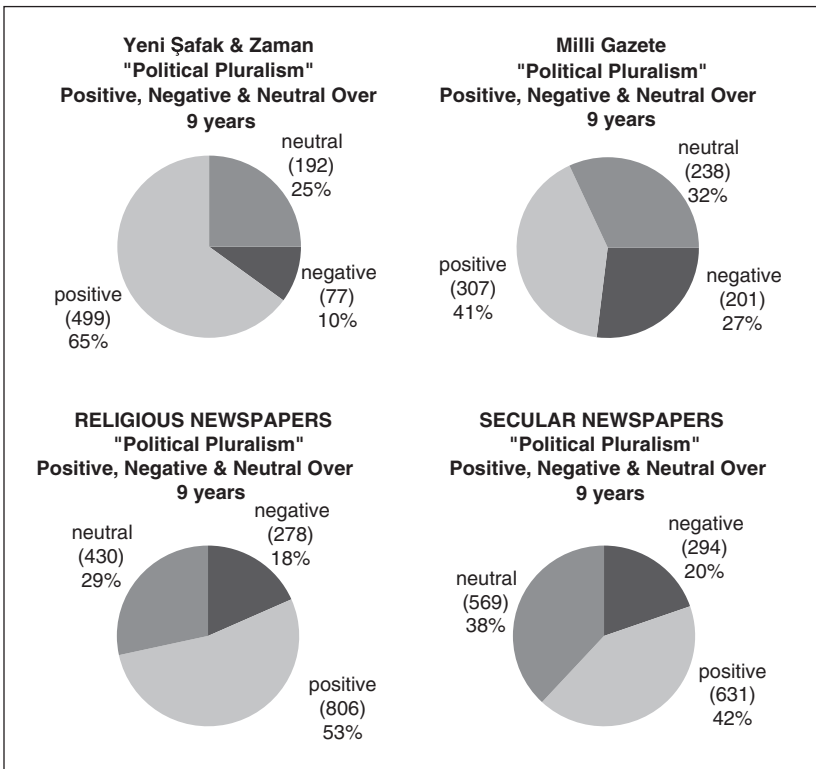 Yeni Şafak & Zaman
"Political Pluralism"
Positive, Negative & Neutral Over
9 years
neutral
(192)
25%
negative
(77)
10%
positive
(499)
65%
Milli Gazete
"Political Pluralism"
Positive, Negative & Neutral Over
9 years
neutral
(238)
32%
positive
(307)
41%
negative
(201)
27%
RELIGIOUS NEWSPAPERS
"Political Pluralism"
Positive, Negative & Neutral Over
9 years
negative
(278)
18%
neutral
(430)
29%
positive
(806)
53%
SECULAR NEWSPAPERS
"Political Pluralism"
Positive, Negative & Neutral Over
9 years
negative
(294)
20%
neutral
(569)
38%
positive
(631)
42%